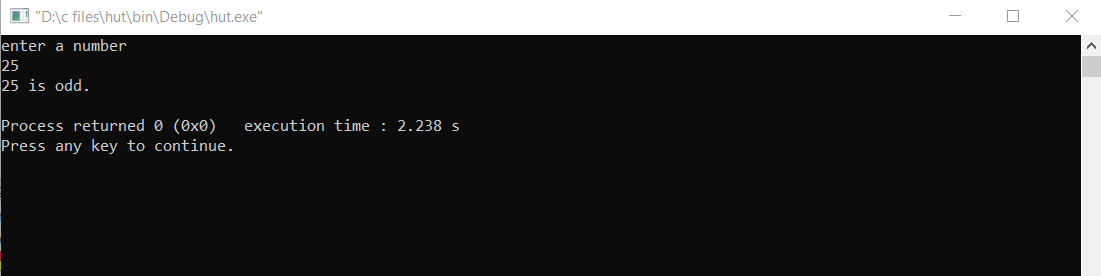 "D:\c files\hut\bin\Debug\hut.exe"
enter a number
25
25 is odd.
Process returned 0 (0x0)   execution time : 2.238 s
Press any key to continue.